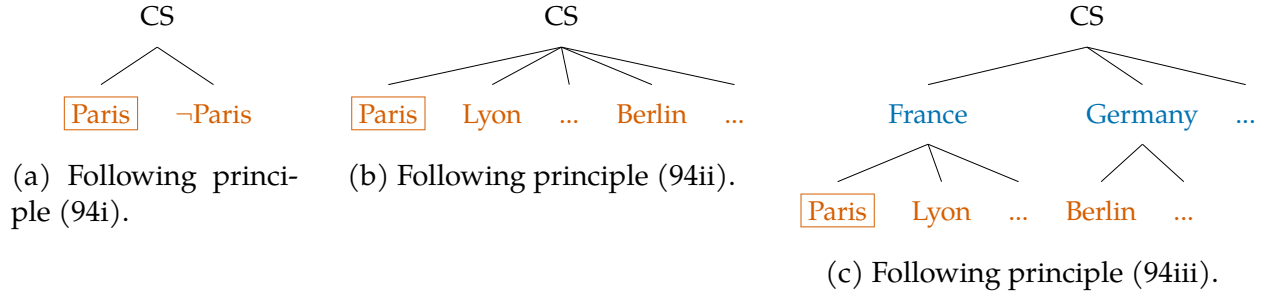 CS
Paris ¬Paris
(a) Following princi-
ple (94i).
CS
Paris Lyon ... Berlin ...
(b) Following principle (94ii).
CS
France Germany ...
Paris Lyon ... Berlin ...
(c) Following principle (94iii).